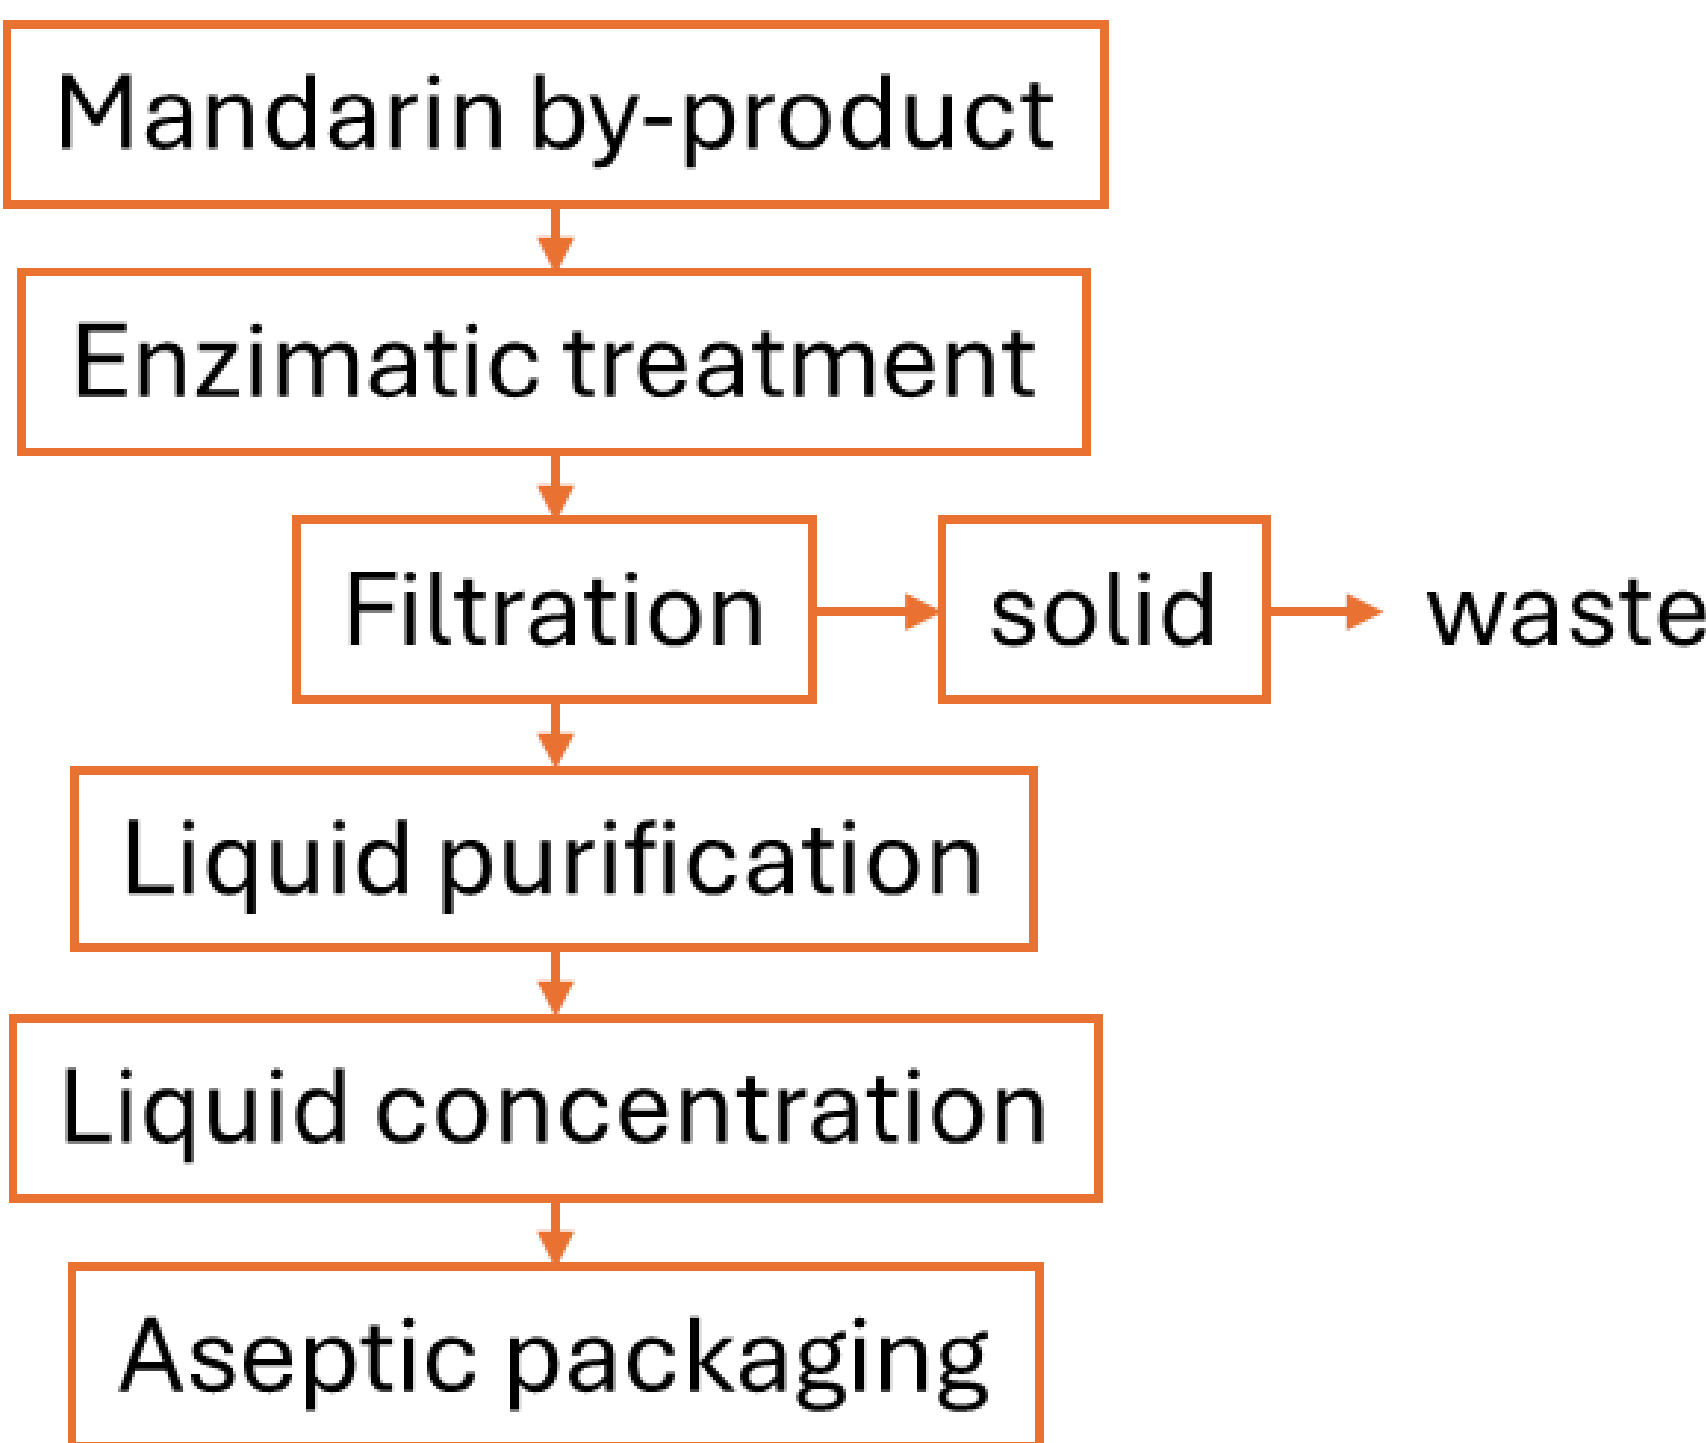 Mandarin by-product
Enzimatic treatment
Filtration
solid
waste
Liquid purification
Liquid concentration
Aseptic packaging